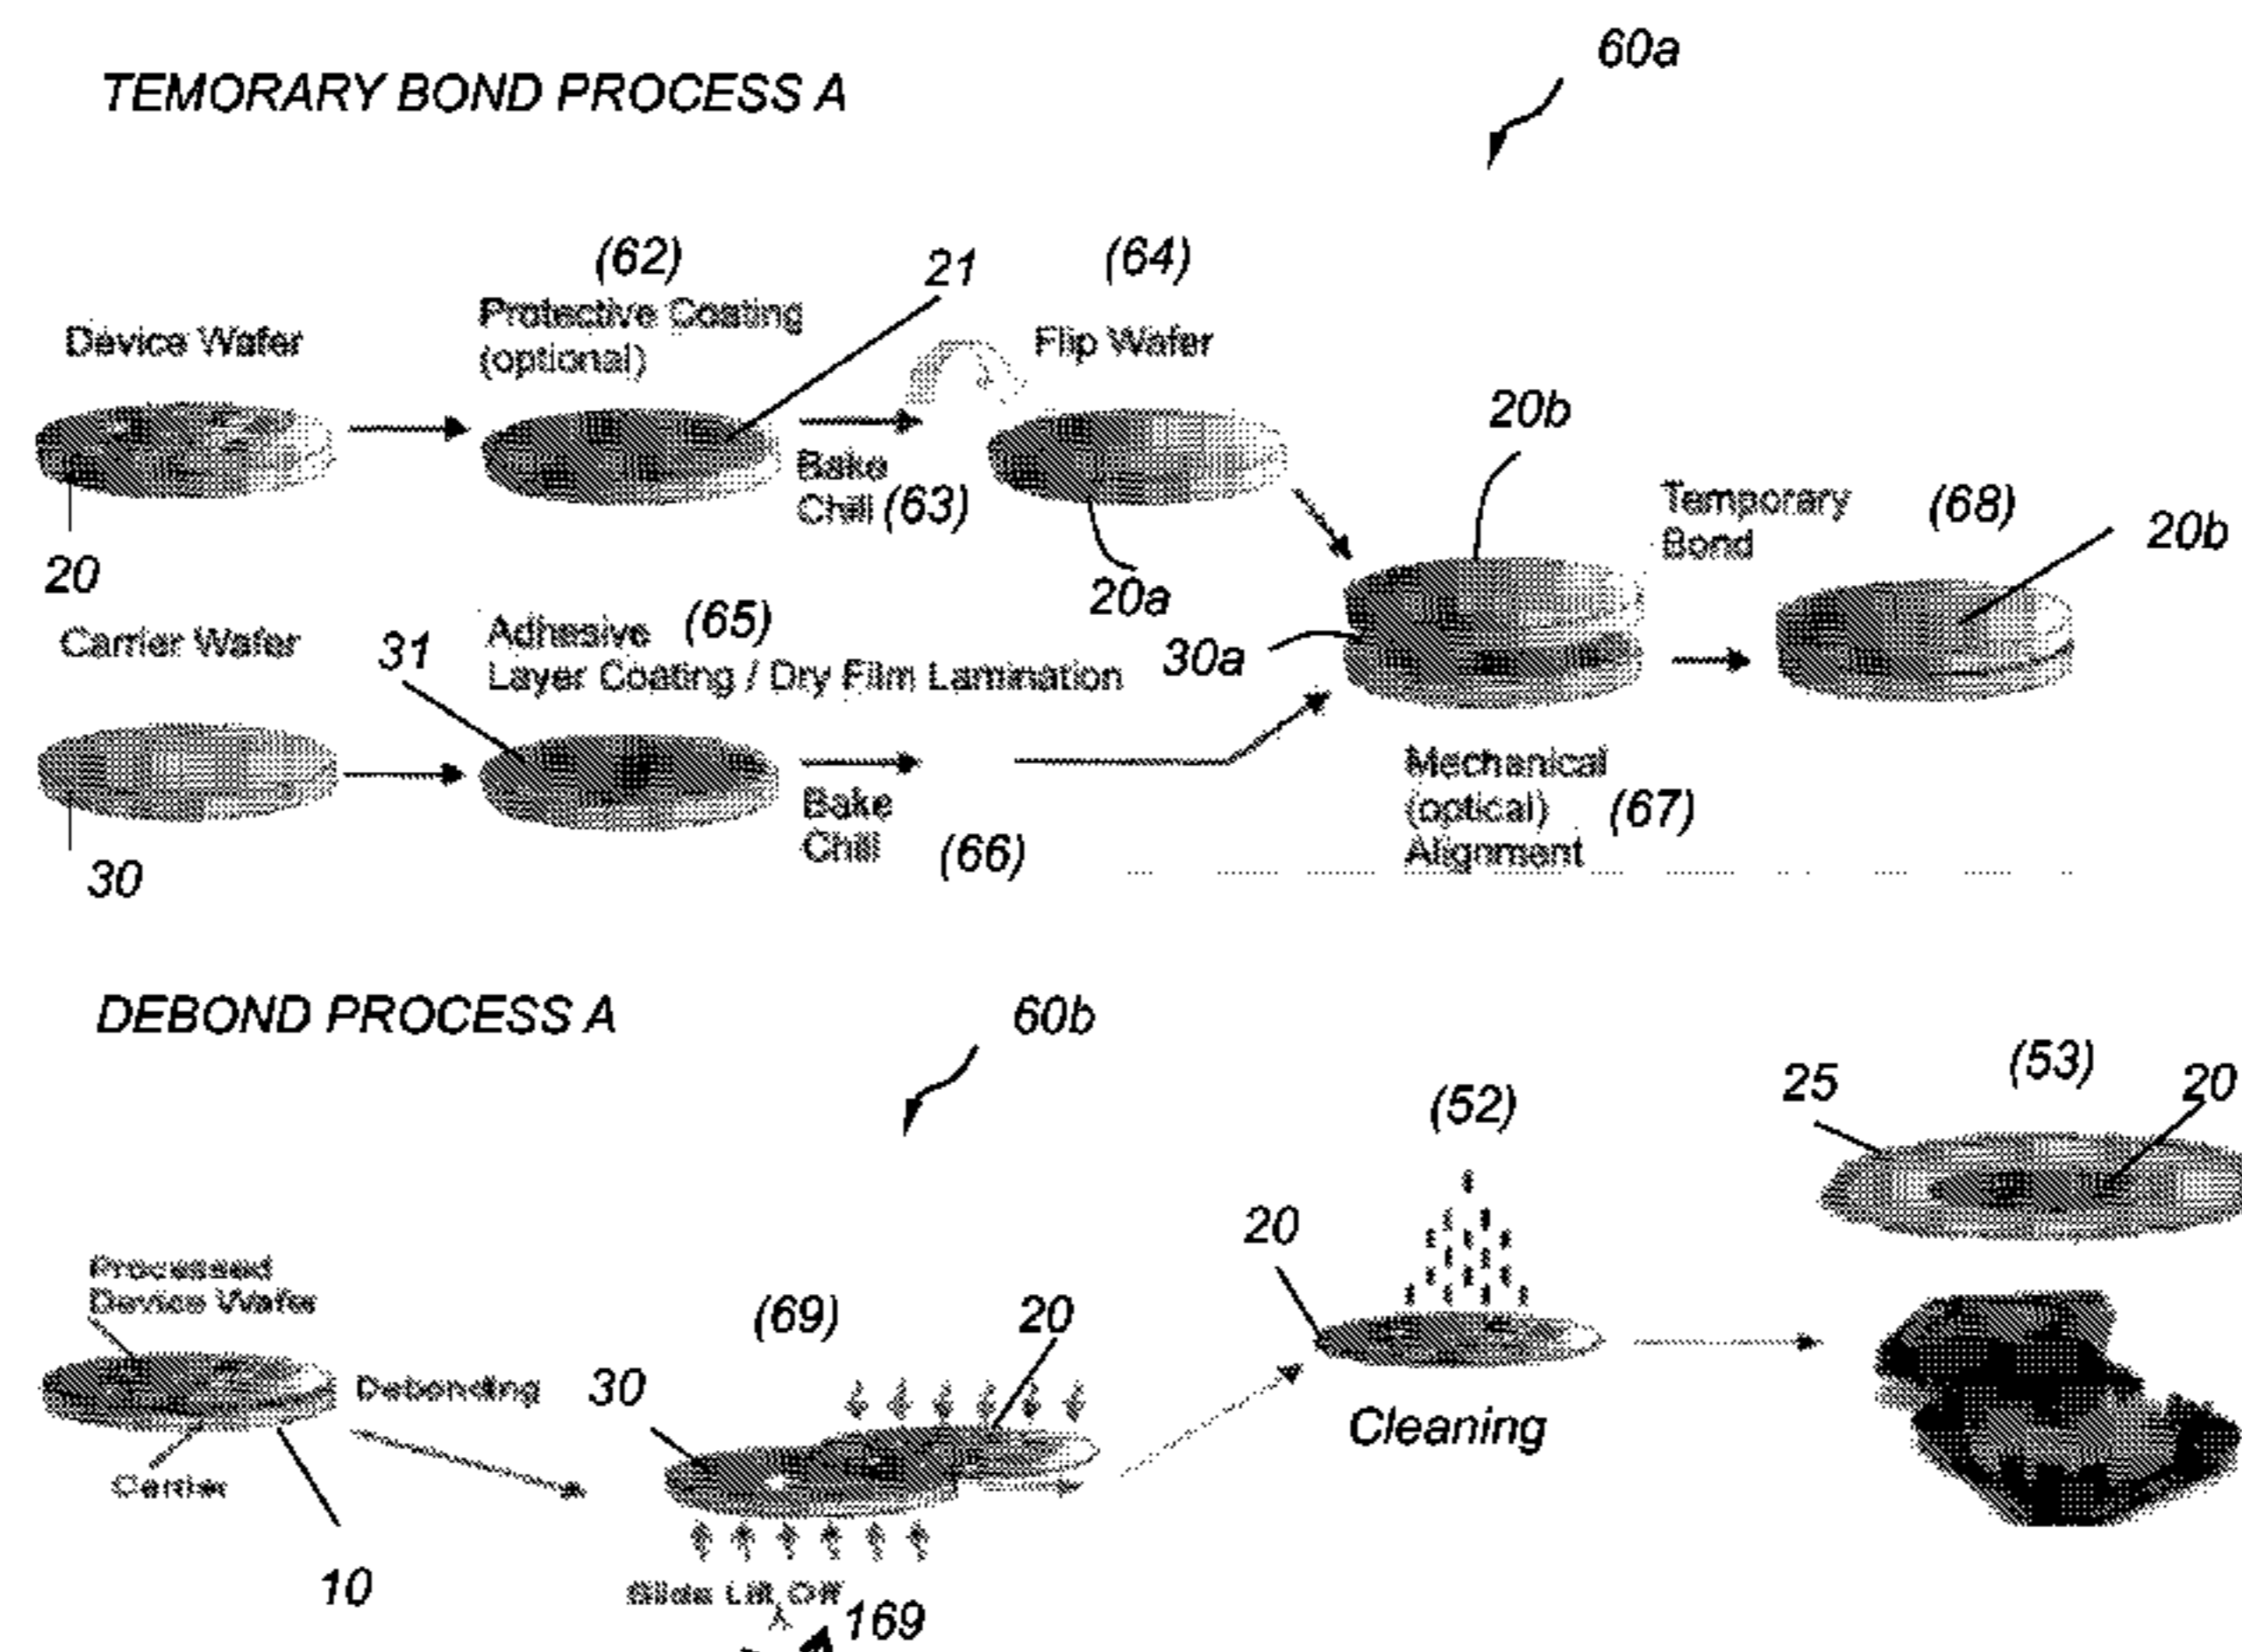 60a
TEMORARY BOND PROCESS A
(62)
21
(64)
Device Wafer
Protective Coating
(optional)
Flip Wafer
20b
Bake
Chill (63)
Temporary
Bond
(68)
20b
20
20a
Carrier Wafer
31
Adhesive (65)
Layer Coating / Dry Film Lamination
30a
Mechanical
(optical)
Alignment
(67)
Bake
Chill
(66)
30
DEBOND PROCESS A
60b
(53)
25
20
(52)
20
Processed
Device Wafer
(69)
20
Debonding
30
Cleaning
Carrier
10
Slide Lift Off
169